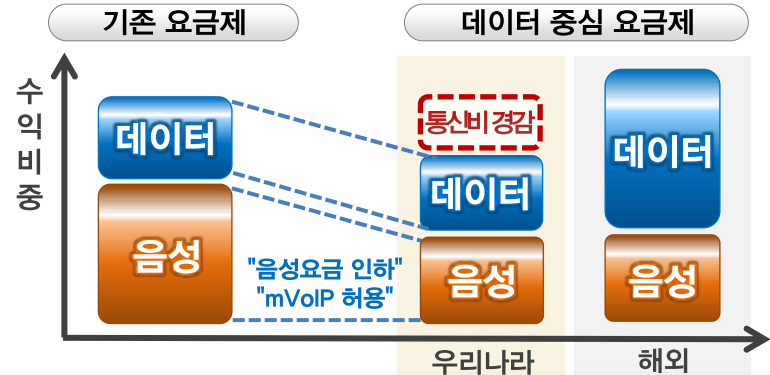 기존 요금제
데이터 중심 요금제
수익비중
데이터
음성
"음성요금 인하"
"mVoIP 허용"
통신비 경감
데이터
음성
데이터
음성
우리나라
해외